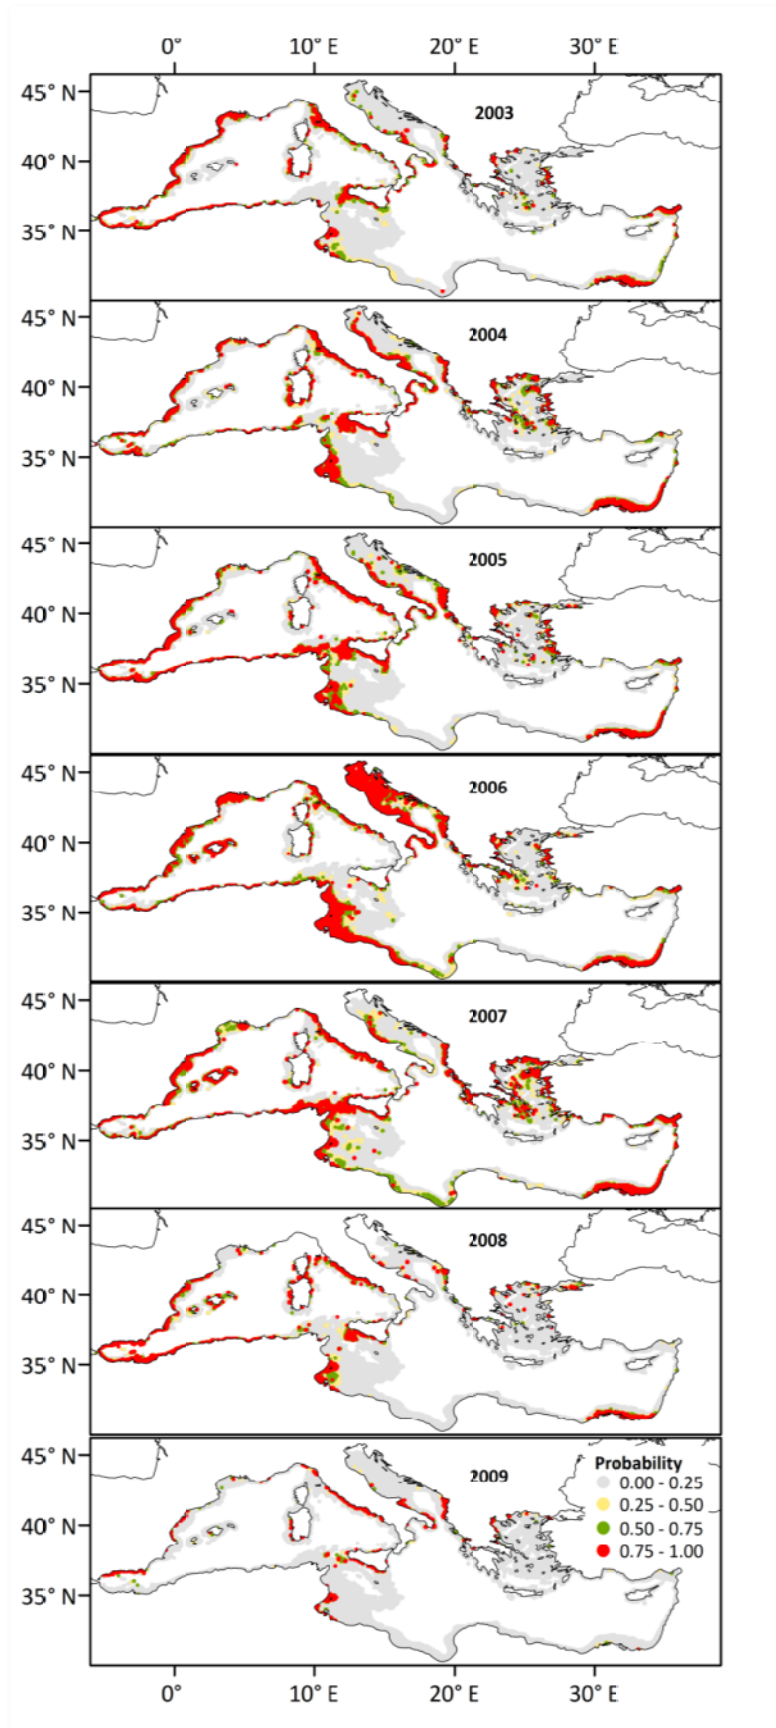 0° 10° E 20° E 30° E
45° N
2003
40° N
35° N
45° N
2004
40° N
35° N
45° N
2005
40° N
35° N
45° N
2006
40° N
35° N
45° N
2007
40° N
35° N
45° N
2008
40° N
35° N
45° N
2009
Probability
0.00 - 0.25
0.25 - 0.50
40° N
0.50 - 0.75
0.75 - 1.00
35° N
0° 10° E 20° E 30° E